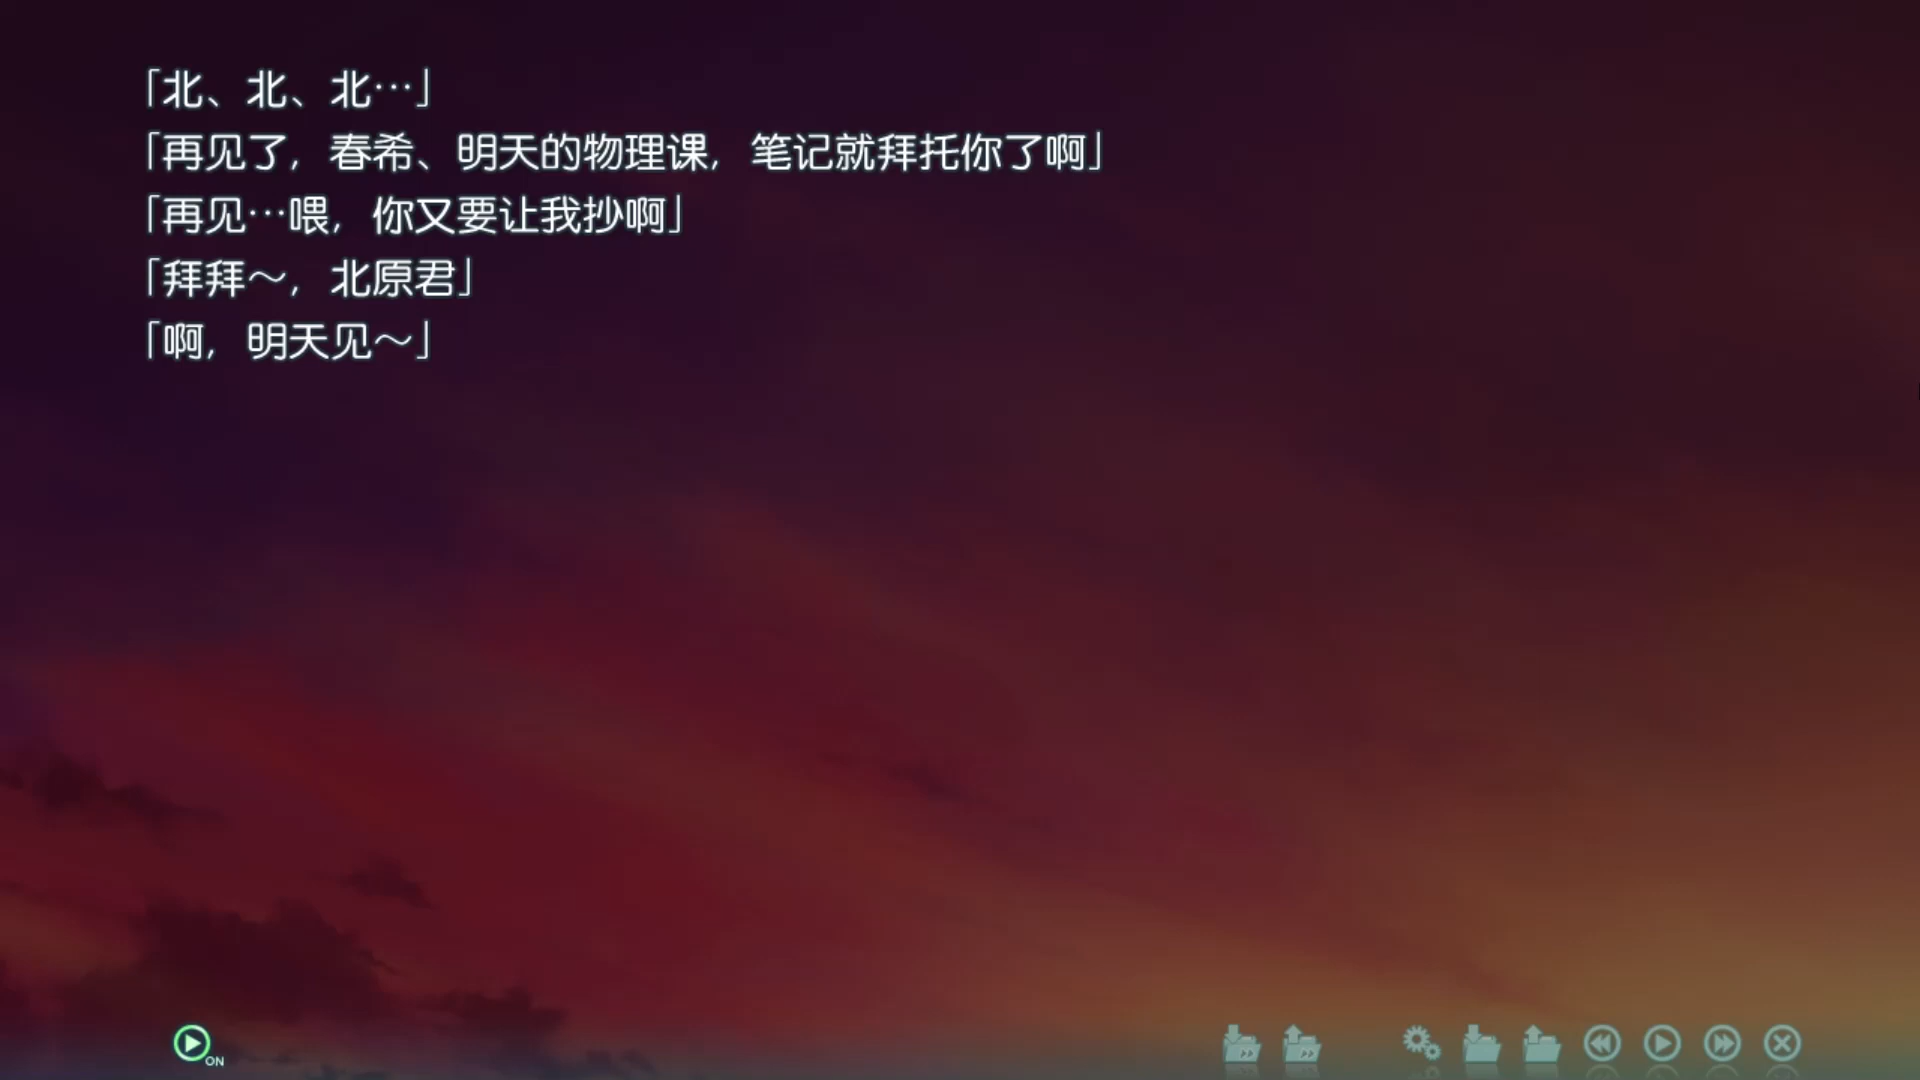 「北、北、北…」
「再见了，春希、明天的物理课，笔记就拜托你了啊」
「再见…喂，你又要让我抄啊」
「拜拜～，北原君」
「啊，明天见～」
ON